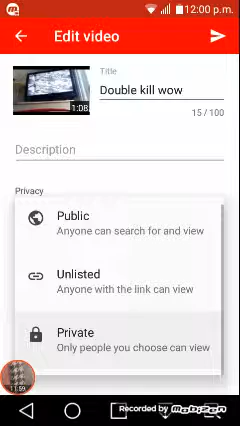 12:00 p.m.
Edit video
Title
Double kill wow
1:08
15 / 100
Description
Privacy
Public
Anyone can search for and view
Unlisted
Anyone with the link can view
Private
Only people you choose can view
11:59
Recorded by mobizen